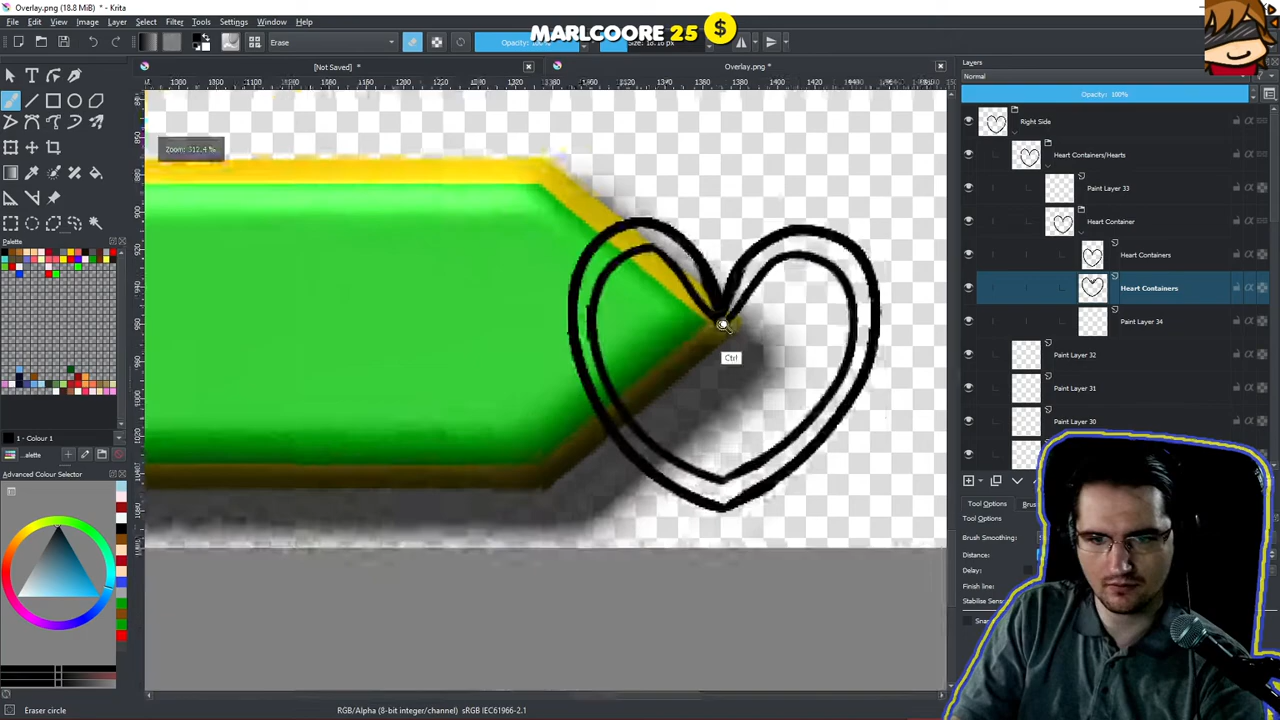 Overlay.png (18.8 MiB) * - Krita
File Edit View Image Layer Select Filter Tools Settings Window Help
MARLCOORE 25 $
Erase
Opacity: 100%
[Not Saved] *
Overlay.png *
Zoom: 312.4 %
Ctrl
Palette
1 - Colour 1
...alette
Advanced Colour Selector
Eraser circle
RGB/Alpha (8-bit integer/channel) sRGB IEC61966-2.1
Layers
Normal
Opacity: 100%
Right Side
Heart Containers/Hearts
Paint Layer 33
Heart Container
Heart Containers
Heart Containers
Paint Layer 34
Paint Layer 32
Paint Layer 31
Paint Layer 30
Tool Options
Tool Options
Brush Smoothing:
Distance:
Delay:
Finish line: